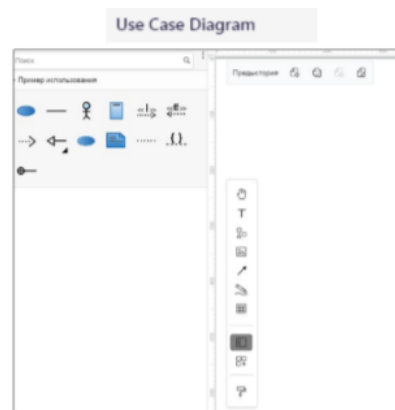 Use Case Diagram
Поиск
Пример использования
Предыстория
«I»
«E»
{}
T